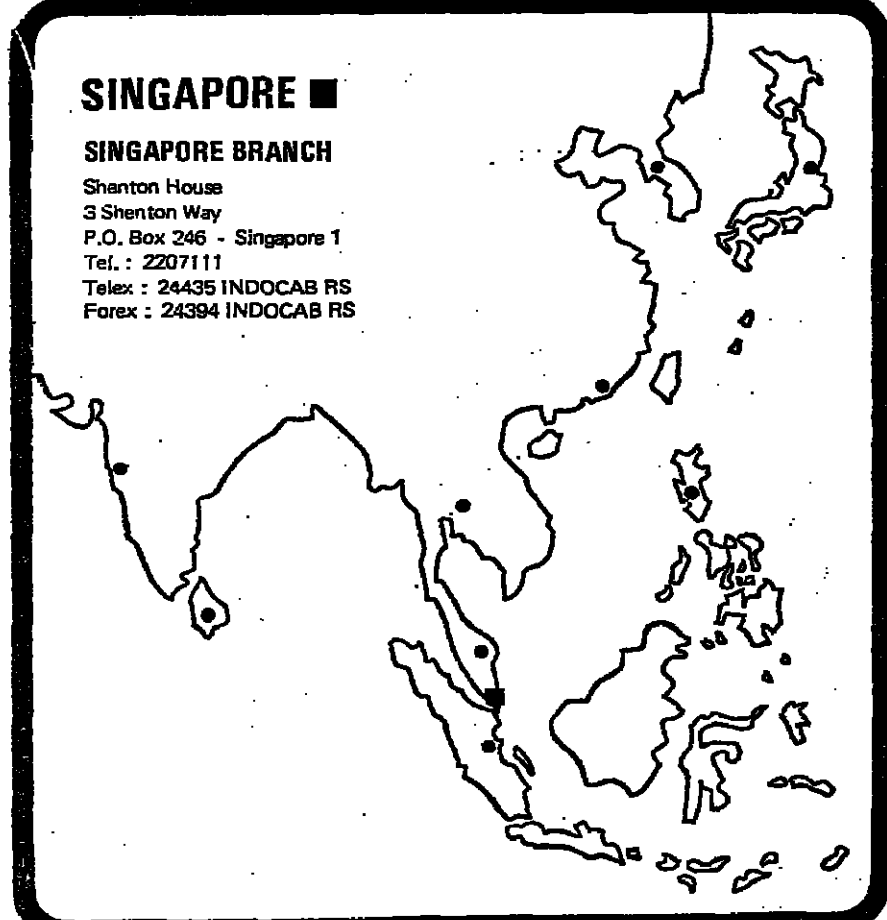 SINGAPORE ■
SINGAPORE BRANCH
Shenton House
3 Shenton Way
P.O. Box 246 - Singapore 1
Tel. : 2207111
Telex : 24435 INDOCAB RS
Forex : 24394 INDOCAB RS